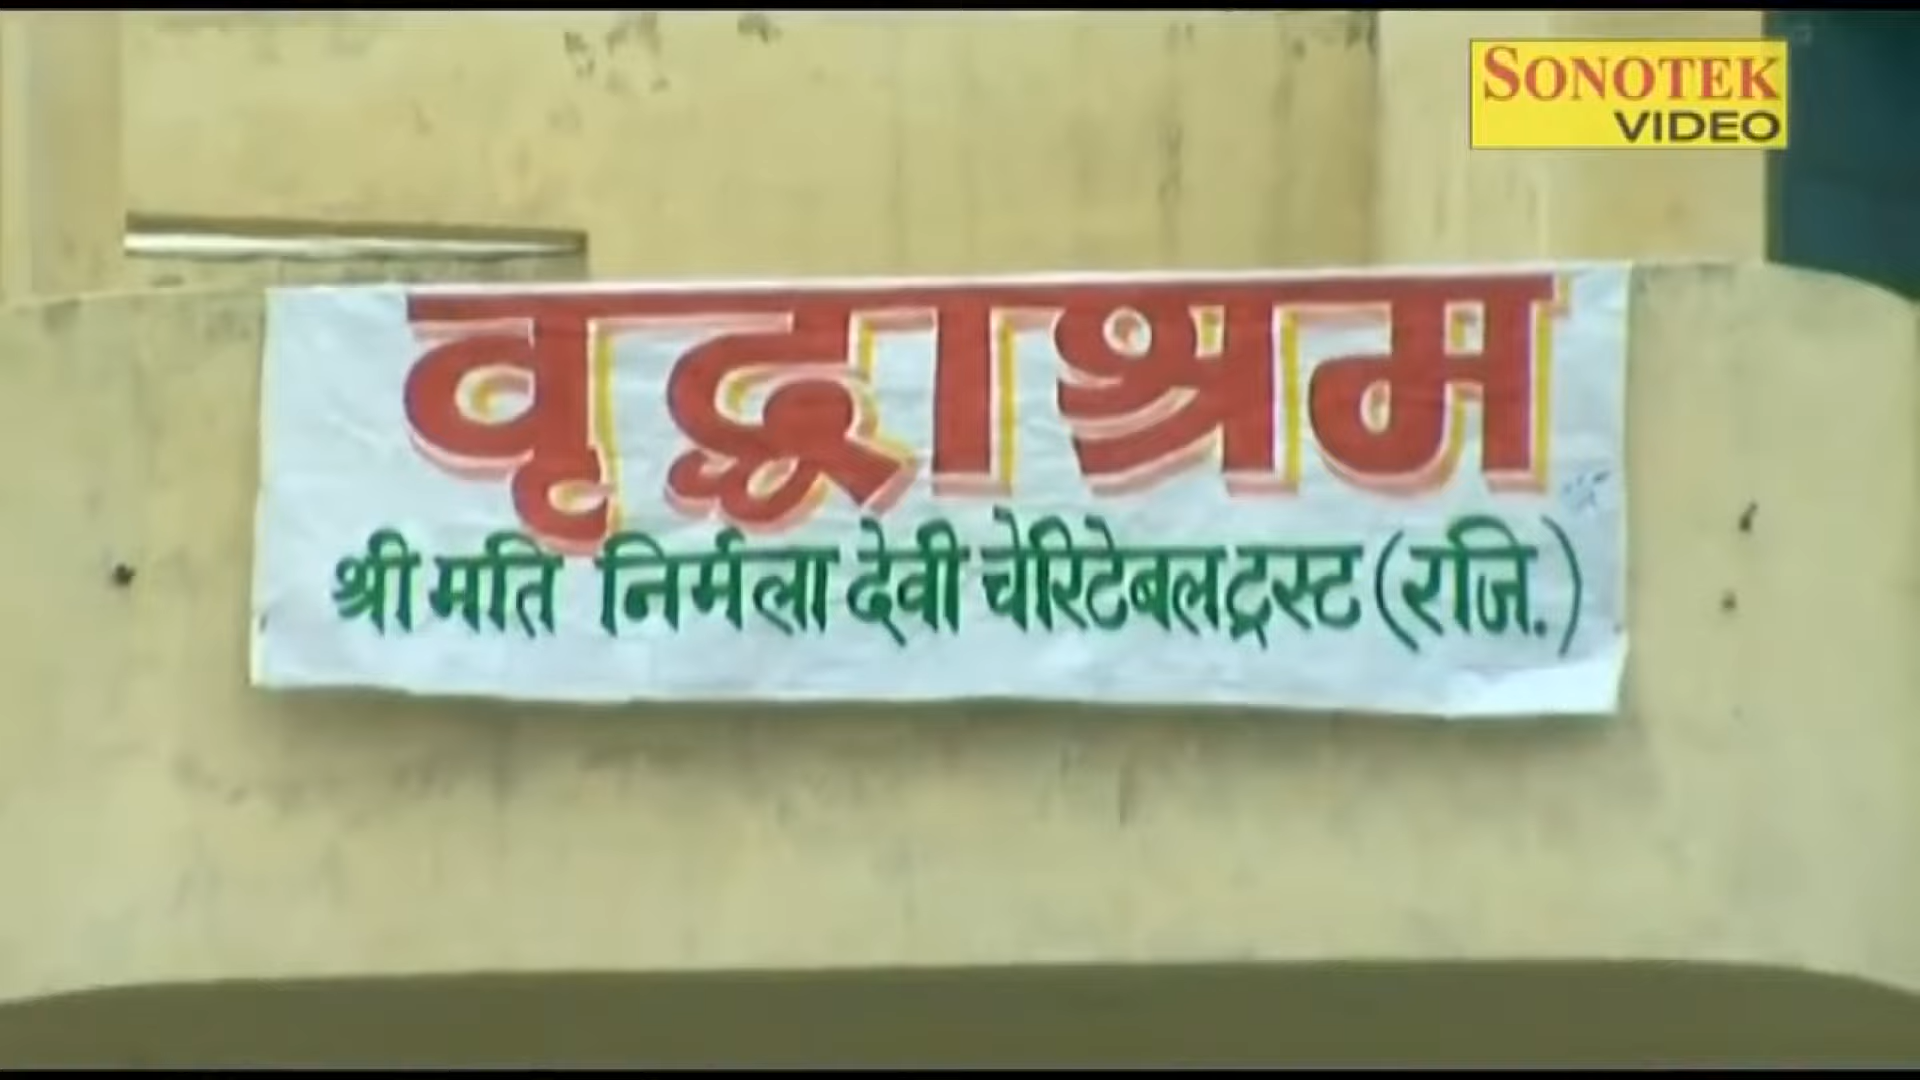 SONOTEK
VIDEO
वृद्धाश्रम
श्री मति निर्मला देवी चेरिटेबल ट्रस्ट (रजि.)